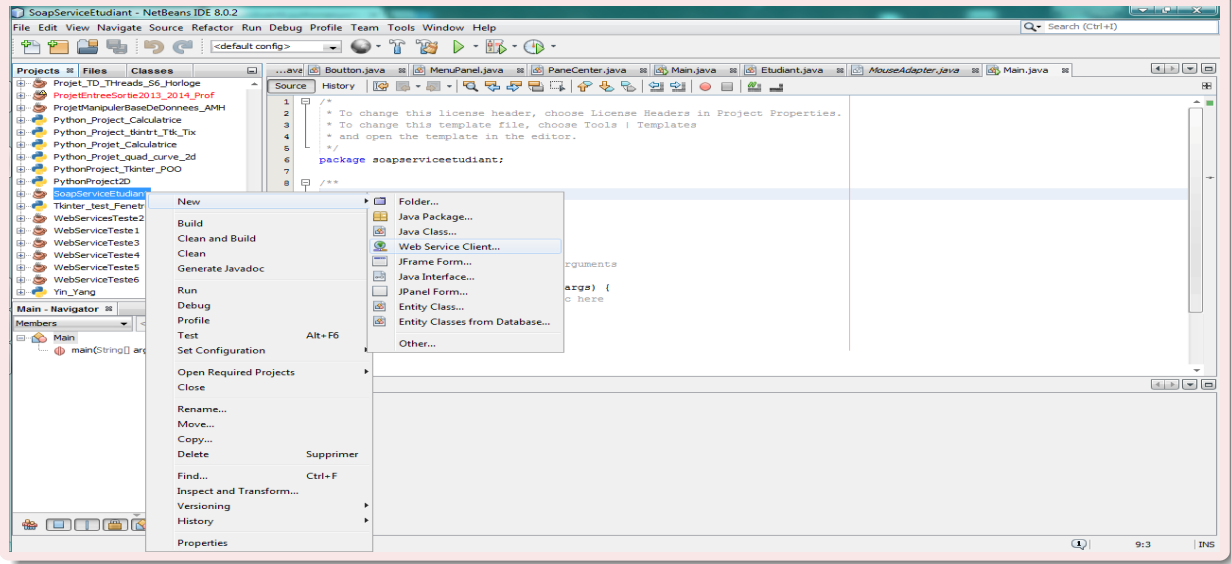 SoapServiceEtudiant - NetBeans IDE 8.0.2
File Edit View Navigate Source Refactor Run Debug Profile Team Tools Window Help
Search (Ctrl+I)
<default config>
Projects Files Classes
...ava Boutton.java MenuPanel.java PaneCenter.java Main.java Etudiant.java MouseAdapter.java Main.java
Source History
Projet_TD_THreads_S6_Horloge
ProjetEntreeSortie2013_2014_Prof
ProjetManipulerBaseDeDonnees_AMH
Python_Project_Calculatrice
Python_Project_tkintrt_Ttk_Tix
Python_Projet_Calculatrice
Python_Projet_quad_curve_2d
PythonProject_Tkinter_POO
PythonProject2D
SoapServiceEtudian
Tkinter_test_Fenetr
WebServicesTeste2
WebServiceTeste1
WebServiceTeste3
WebServiceTeste4
WebServiceTeste5
WebServiceTeste6
Yin_Yang
1 /*
2 * To change this license header, choose License Headers in Project Properties.
3 * To change this template file, choose Tools | Templates
4 * and open the template in the editor.
5 */
6 package soapserviceetudiant;
7
8 /**
rguments
args) {
c here
Main - Navigator
Members
Main
main(String[] arg
New
Build
Clean and Build
Clean
Generate Javadoc
Run
Debug
Profile
Test Alt+F6
Set Configuration
Open Required Projects
Close
Rename...
Move...
Copy...
Delete Supprimer
Find... Ctrl+F
Inspect and Transform...
Versioning
History
Properties
Folder...
Java Package...
Java Class...
Web Service Client...
JFrame Form...
Java Interface...
JPanel Form...
Entity Class...
Entity Classes from Database...
Other...
1
9:3 INS